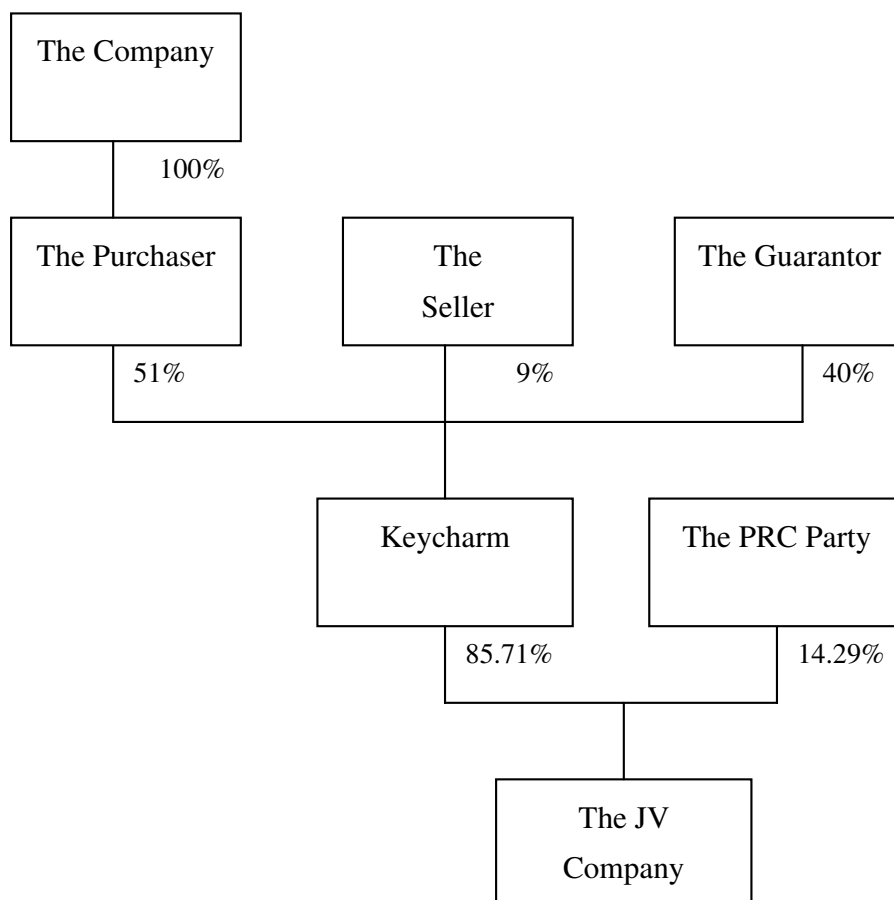 The Company
100%
The Purchaser
The
Seller
The Guarantor
51%
9%
40%
Keycharm
The PRC Party
85.71%
14.29%
The JV
Company